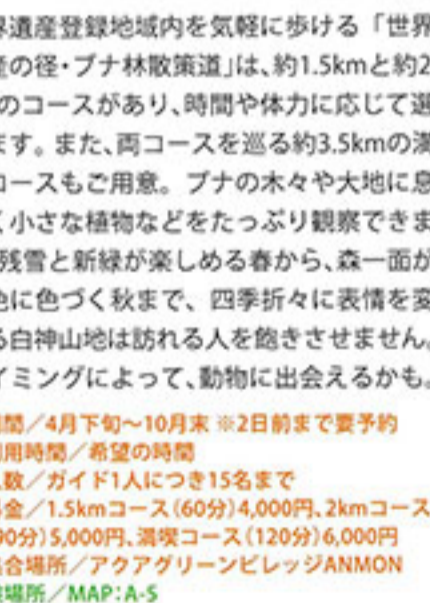 界遺産登録地域内を気軽に歩ける「世界
産の径・ブナ林散策道」は、約1.5kmと約2
のコースがあり、時間や体力に応じて選
ます。また、両コースを巡る約3.5kmの満
コースもご用意。ブナの木々や大地に息
く小さな植物などをたっぷり観察できま
残雪と新緑が楽しめる春から、森一面が
色に色づく秋まで、四季折々に表情を変
る白神山地は訪れる人を飽きさせません。
イミングによって、動物に出会えるかも。
間／4月下旬〜10月末 ※2日前まで要予約
用時間／希望の時間
数／ガイド1人につき15名まで
金／1.5kmコース(60分)4,000円、2kmコース
90分)5,000円、満喫コース(120分)6,000円
合場所／アクアグリーンビレッジANMON
場所／MAP:A-5